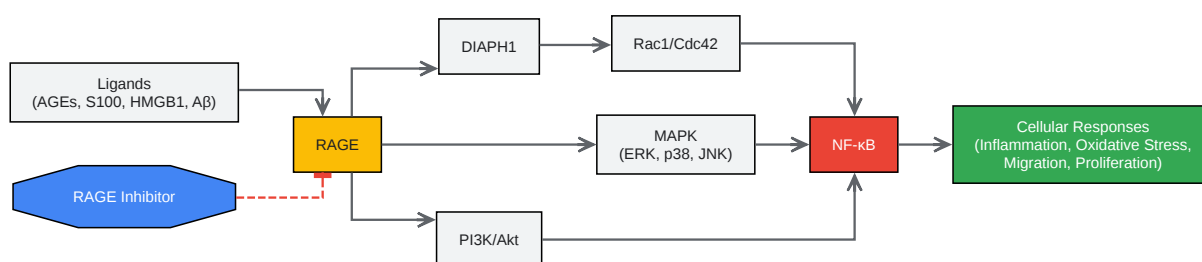 DIAPH1
Rac1/Cdc42
Ligands
(AGEs, S100, HMGB1, Aβ)
RAGE
MAPK
(ERK, p38, JNK)
NF-κB
Cellular Responses
(Inflammation, Oxidative Stress,
Migration, Proliferation)
RAGE Inhibitor
PI3K/Akt